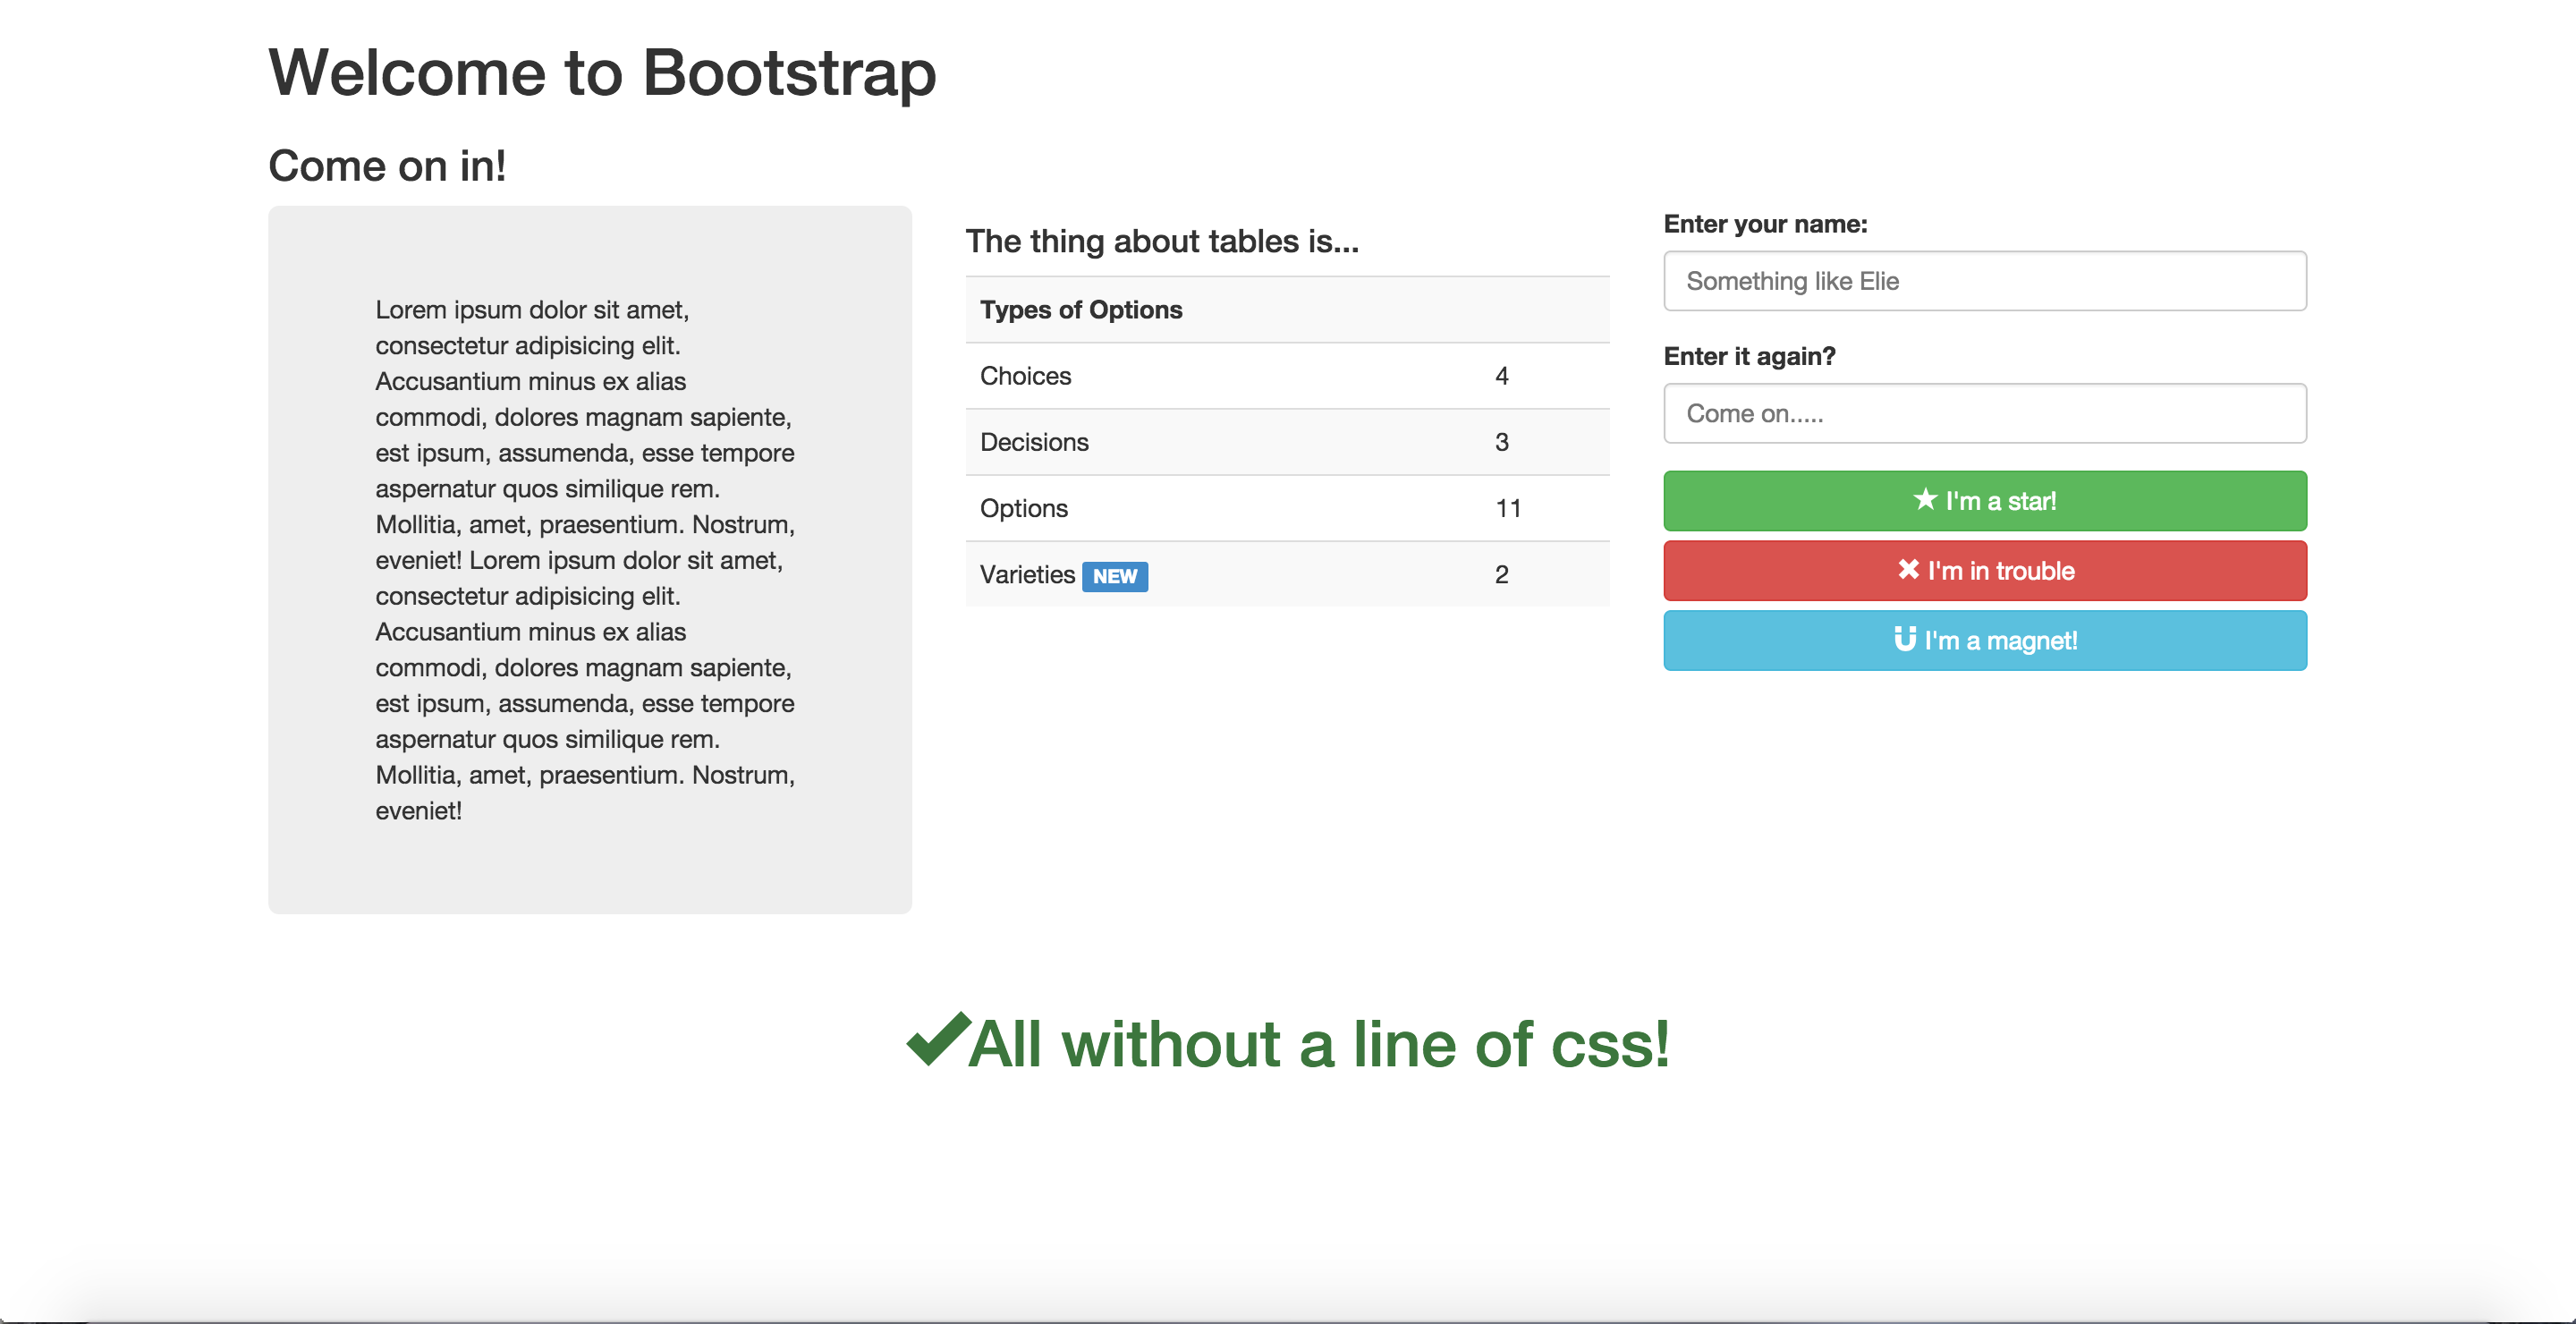 Welcome to Bootstrap
Come on in!
Lorem ipsum dolor sit amet,
consectetur adipisicing elit.
Accusantium minus ex alias
commodi, dolores magnam sapiente,
est ipsum, assumenda, esse tempore
aspernatur quos similique rem.
Mollitia, amet, praesentium. Nostrum,
eveniet! Lorem ipsum dolor sit amet,
consectetur adipisicing elit.
Accusantium minus ex alias
commodi, dolores magnam sapiente,
est ipsum, assumenda, esse tempore
aspernatur quos similique rem.
Mollitia, amet, praesentium. Nostrum,
eveniet!
The thing about tables is...
Types of Options
Choices 4
Decisions 3
Options 11
Varieties NEW 2
Enter your name:
Something like Elie
Enter it again?
Come on.....
I'm a star!
I'm in trouble
I'm a magnet!
All without a line of css!